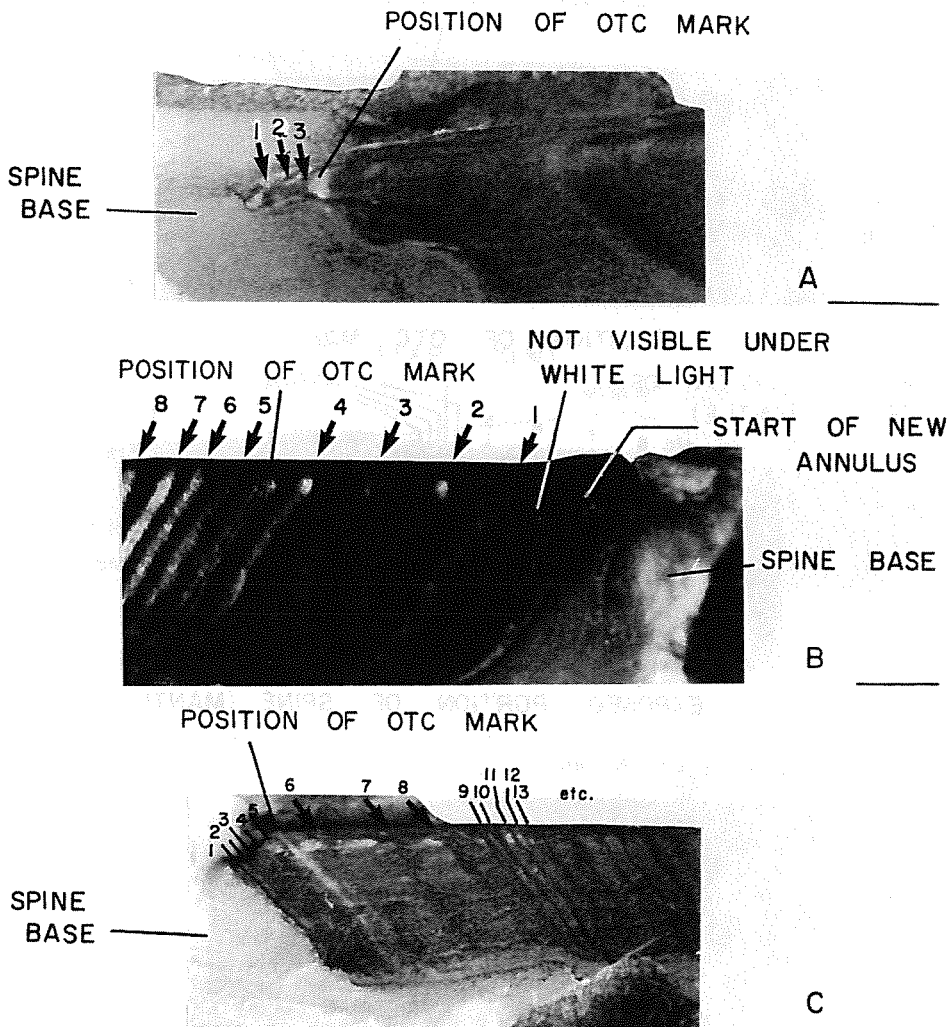 POSITION OF OTC MARK
1 2 3
SPINE
BASE
A
NOT VISIBLE UNDER
WHITE LIGHT
POSITION OF OTC MARK
8 7 6 5 4 3 2 1
START OF NEW
ANNULUS
SPINE BASE
B
POSITION OF OTC MARK
1 2 3 4 5 6 7 8 9 10 11 12 13 etc.
SPINE
BASE
C